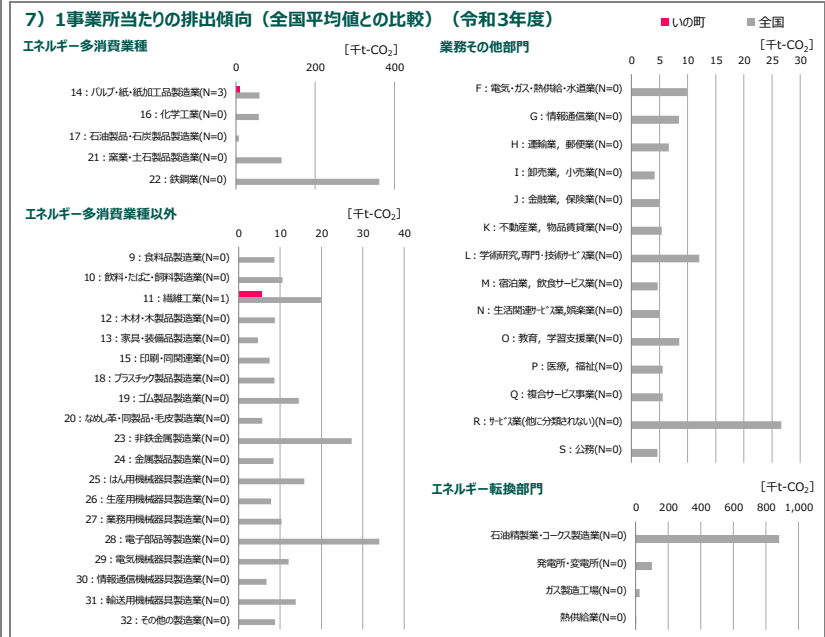 7）1事業所当たりの排出傾向（全国平均値との比較）（令和3年度）
■いの町 ■全国
エネルギー多消費業種
[千t-CO₂]
0 200 400
14：パルプ・紙・紙加工品製造業(N=3)
16：化学工業(N=0)
17：石油製品・石炭製品製造業(N=0)
21：窯業・土石製品製造業(N=0)
22：鉄鋼業(N=0)
エネルギー多消費業種以外
[千t-CO₂]
0 10 20 30 40
9：食料品製造業(N=0)
10：飲料・たばこ・飼料製造業(N=0)
11：繊維工業(N=1)
12：木材・木製品製造業(N=0)
13：家具・装備品製造業(N=0)
15：印刷・同関連業(N=0)
18：プラスチック製品製造業(N=0)
19：ゴム製品製造業(N=0)
20：なめし革・同製品・毛皮製造業(N=0)
23：非鉄金属製造業(N=0)
24：金属製品製造業(N=0)
25：はん用機械器具製造業(N=0)
26：生産用機械器具製造業(N=0)
27：業務用機械器具製造業(N=0)
28：電子部品等製造業(N=0)
29：電気機械器具製造業(N=0)
30：情報通信機械器具製造業(N=0)
31：輸送用機械器具製造業(N=0)
32：その他の製造業(N=0)
業務その他部門
[千t-CO₂]
0 5 10 15 20 25 30
F：電気・ガス・熱供給・水道業(N=0)
G：情報通信業(N=0)
H：運輸業，郵便業(N=0)
I：卸売業，小売業(N=0)
J：金融業，保険業(N=0)
K：不動産業，物品賃貸業(N=0)
L：学術研究,専門・技術ｻｰﾋﾞｽ業(N=0)
M：宿泊業，飲食サービス業(N=0)
N：生活関連ｻｰﾋﾞｽ業,娯楽業(N=0)
O：教育，学習支援業(N=0)
P：医療，福祉(N=0)
Q：複合サービス事業(N=0)
R：ｻｰﾋﾞｽ業(他に分類されない)(N=0)
S：公務(N=0)
エネルギー転換部門
[千t-CO₂]
0 200 400 600 800 1,000
石油精製業・コークス製造業(N=0)
発電所・変電所(N=0)
ガス製造工場(N=0)
熱供給業(N=0)